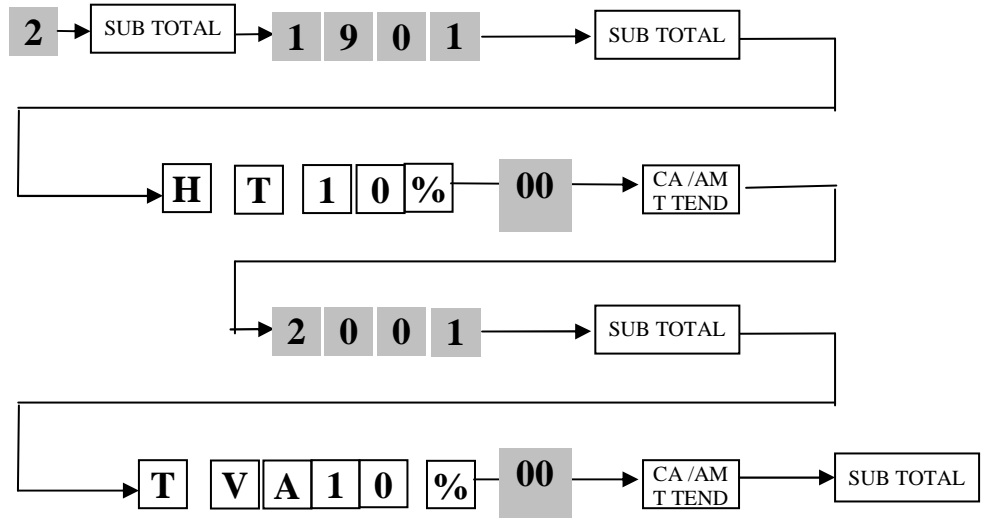 2 SUB TOTAL 1 9 0 1 SUB TOTAL
H T 1 0 % 00 CA /AM
T TEND
2 0 0 1 SUB TOTAL
T V A 1 0 % 00 CA /AM
T TEND SUB TOTAL